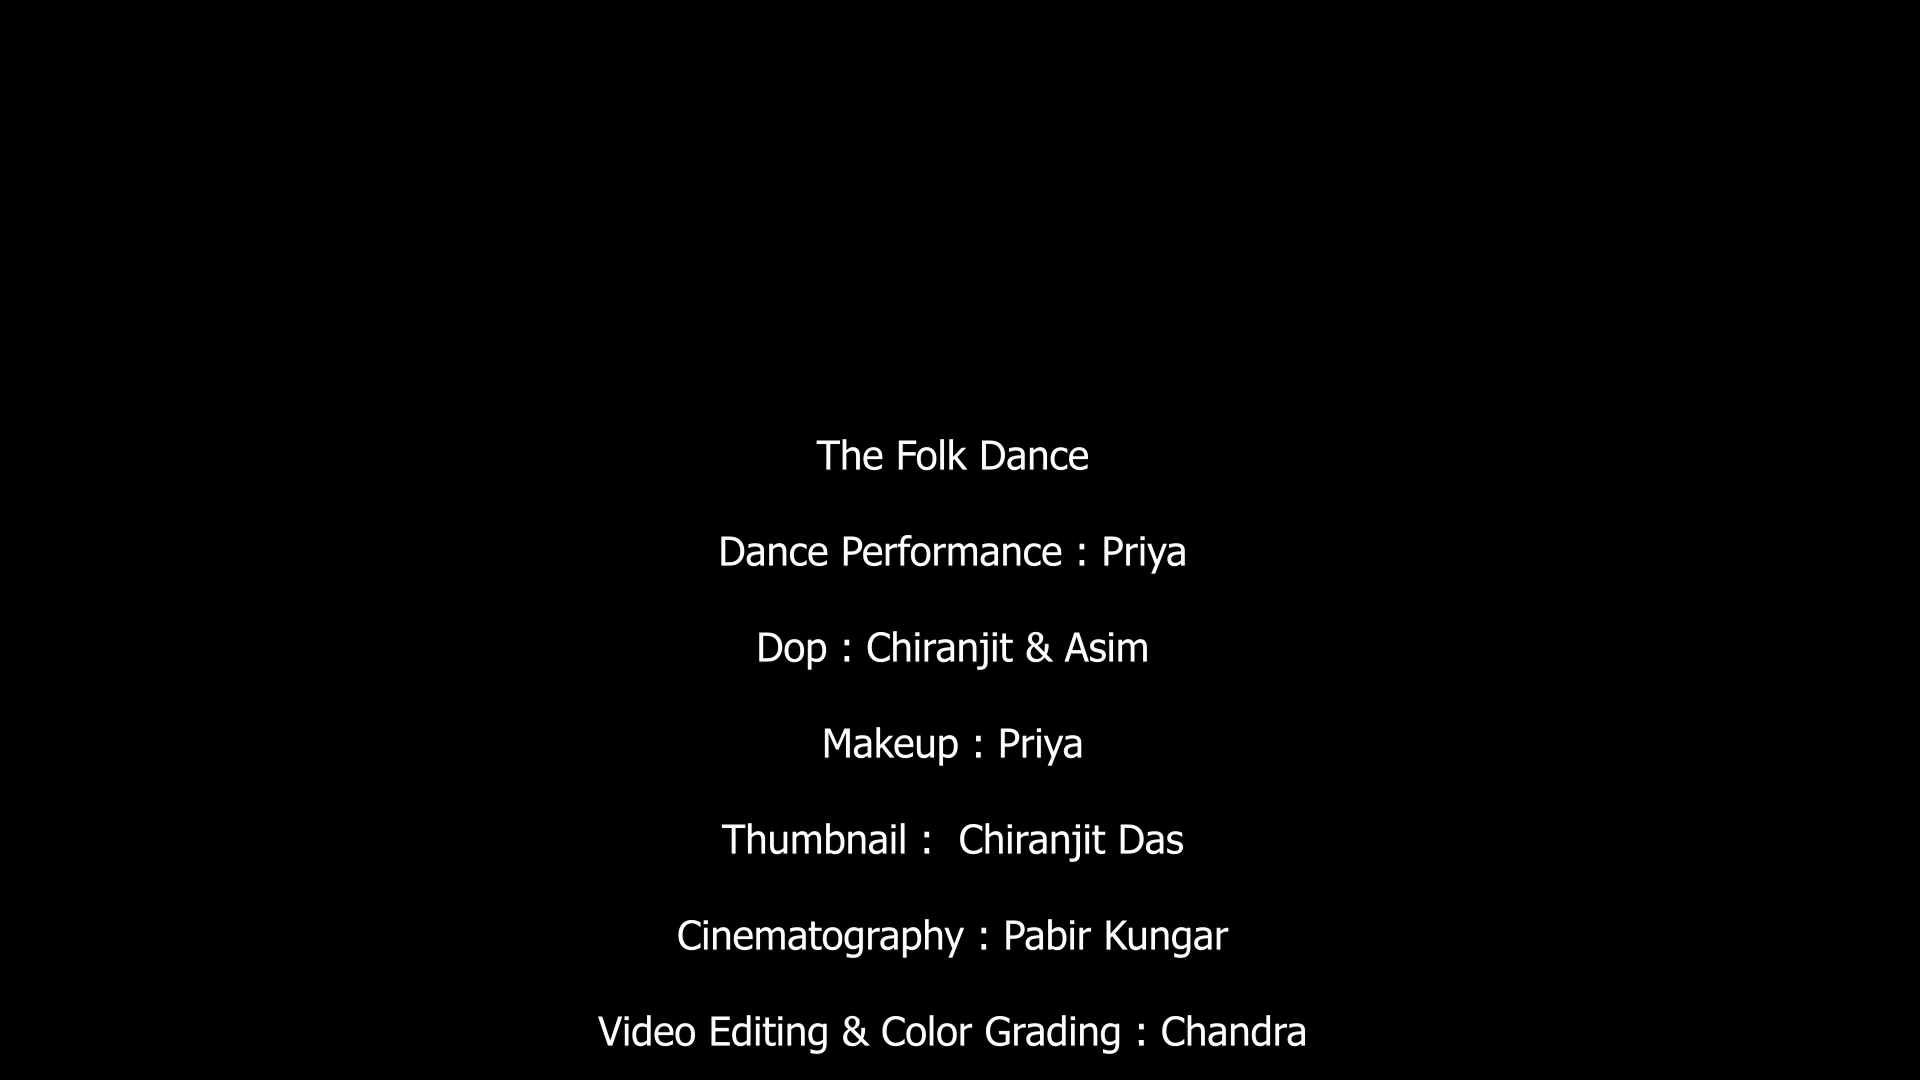 The Folk Dance
Dance Performance : Priya
Dop : Chiranjit & Asim
Makeup : Priya
Thumbnail :  Chiranjit Das
Cinematography : Pabir Kungar
Video Editing & Color Grading : Chandra